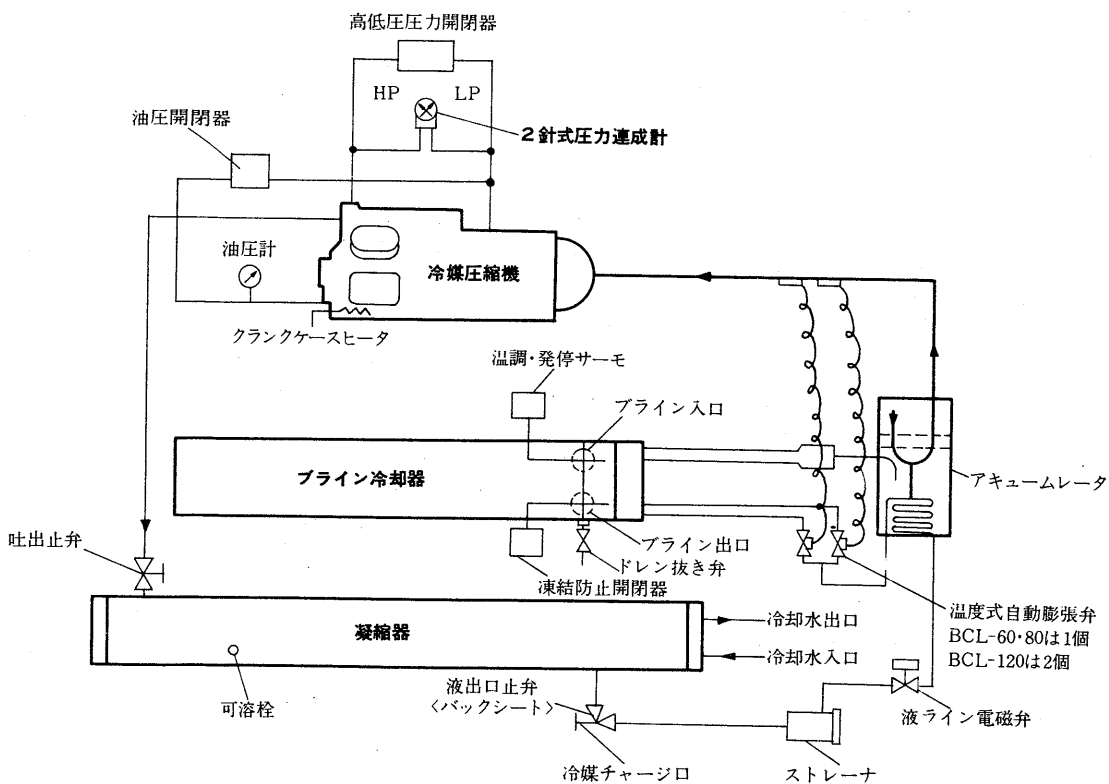 高低圧圧力開閉器
HP
LP
2針式圧力連成計
油圧開閉器
油圧計
冷媒圧縮機
クランクケースヒータ
温調・発停サーモ
ブライン入口
ブライン冷却器
アキュームレータ
ブライン出口
ドレン抜き弁
凍結防止開閉器
吐出止弁
温度式自動膨張弁
BCL-60・80は1個
BCL-120は2個
凝縮器
冷却水出口
冷却水入口
可溶栓
液出口止弁
〈バックシート〉
液ライン電磁弁
冷媒チャージ口
ストレーナ